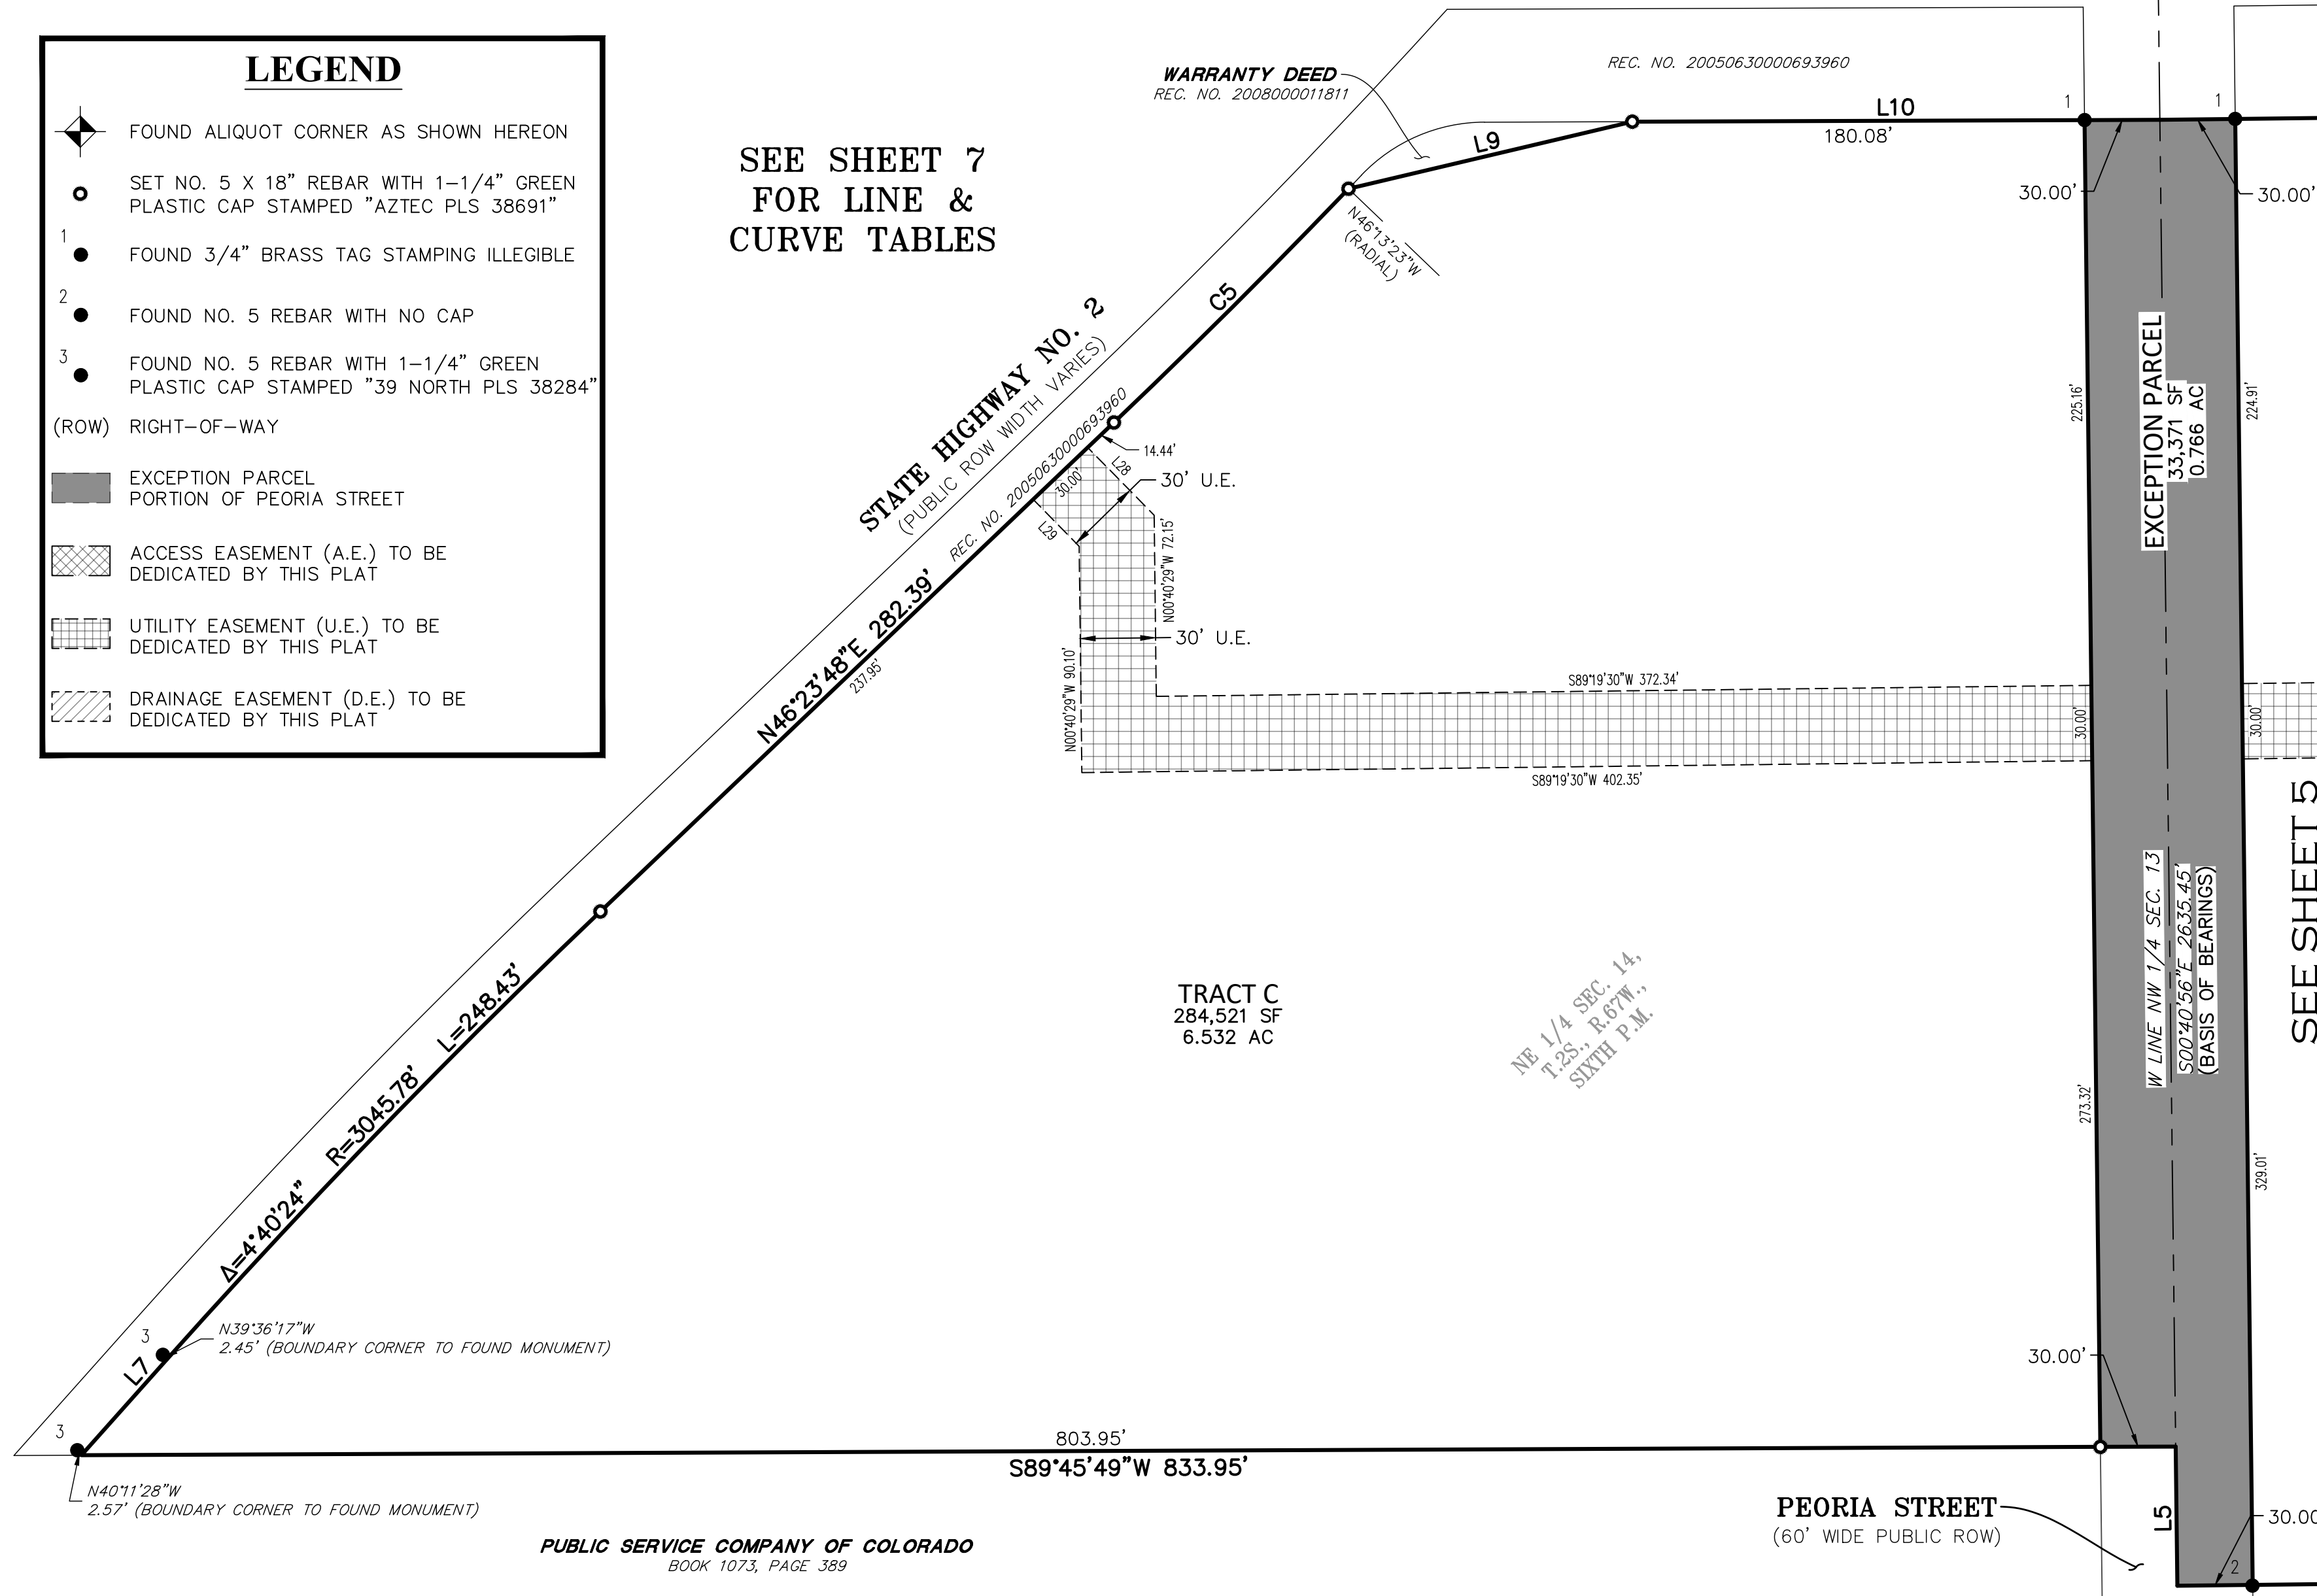 LEGEND
FOUND ALIQUOT CORNER AS SHOWN HEREON
SET NO. 5 X 18" REBAR WITH 1-1/4" GREEN
PLASTIC CAP STAMPED "AZTEC PLS 38691"
1
FOUND 3/4" BRASS TAG STAMPING ILLEGIBLE
2
FOUND NO. 5 REBAR WITH NO CAP
3
FOUND NO. 5 REBAR WITH 1-1/4" GREEN
PLASTIC CAP STAMPED "39 NORTH PLS 38284"
(ROW) RIGHT-OF-WAY
EXCEPTION PARCEL
PORTION OF PEORIA STREET
ACCESS EASEMENT (A.E.) TO BE
DEDICATED BY THIS PLAT
UTILITY EASEMENT (U.E.) TO BE
DEDICATED BY THIS PLAT
DRAINAGE EASEMENT (D.E.) TO BE
DEDICATED BY THIS PLAT
SEE SHEET 7
FOR LINE &
CURVE TABLES
WARRANTY DEED
REC. NO. 2008000011811
REC. NO. 20050630000693960
L9
L10
180.08'
1
1
30.00'
30.00'
N46°13'23"W
(RADIAL)
C5
STATE HIGHWAY NO. 2
(PUBLIC ROW WIDTH VARIES)
REC. NO. 20050630000693960
14.44'
L28
30.00'
L29
30' U.E.
N00°40'29"W 72.15'
30' U.E.
N00°40'29"W 90.10'
S89°19'30"W 372.34'
S89°19'30"W 402.35'
30.00'
30.00'
225.16'
224.91'
EXCEPTION PARCEL
33,371 SF
0.766 AC
N46°23'48"E 282.39'
237.95'
W LINE NW 1/4 SEC. 13
S00°40'56"E 2635.45'
(BASIS OF BEARINGS)
SEE SHEET 5
TRACT C
284,521 SF
6.532 AC
NE 1/4 SEC. 14,
T.2S., R.67W.,
SIXTH P.M.
Δ=4°40'24" R=3045.78' L=248.43'
273.32'
329.01'
3
N39°36'17"W
2.45' (BOUNDARY CORNER TO FOUND MONUMENT)
L7
3
30.00'
803.95'
S89°45'49"W 833.95'
N40°11'28"W
2.57' (BOUNDARY CORNER TO FOUND MONUMENT)
PEORIA STREET
(60' WIDE PUBLIC ROW)
L5
30.00
2
PUBLIC SERVICE COMPANY OF COLORADO
BOOK 1073, PAGE 389